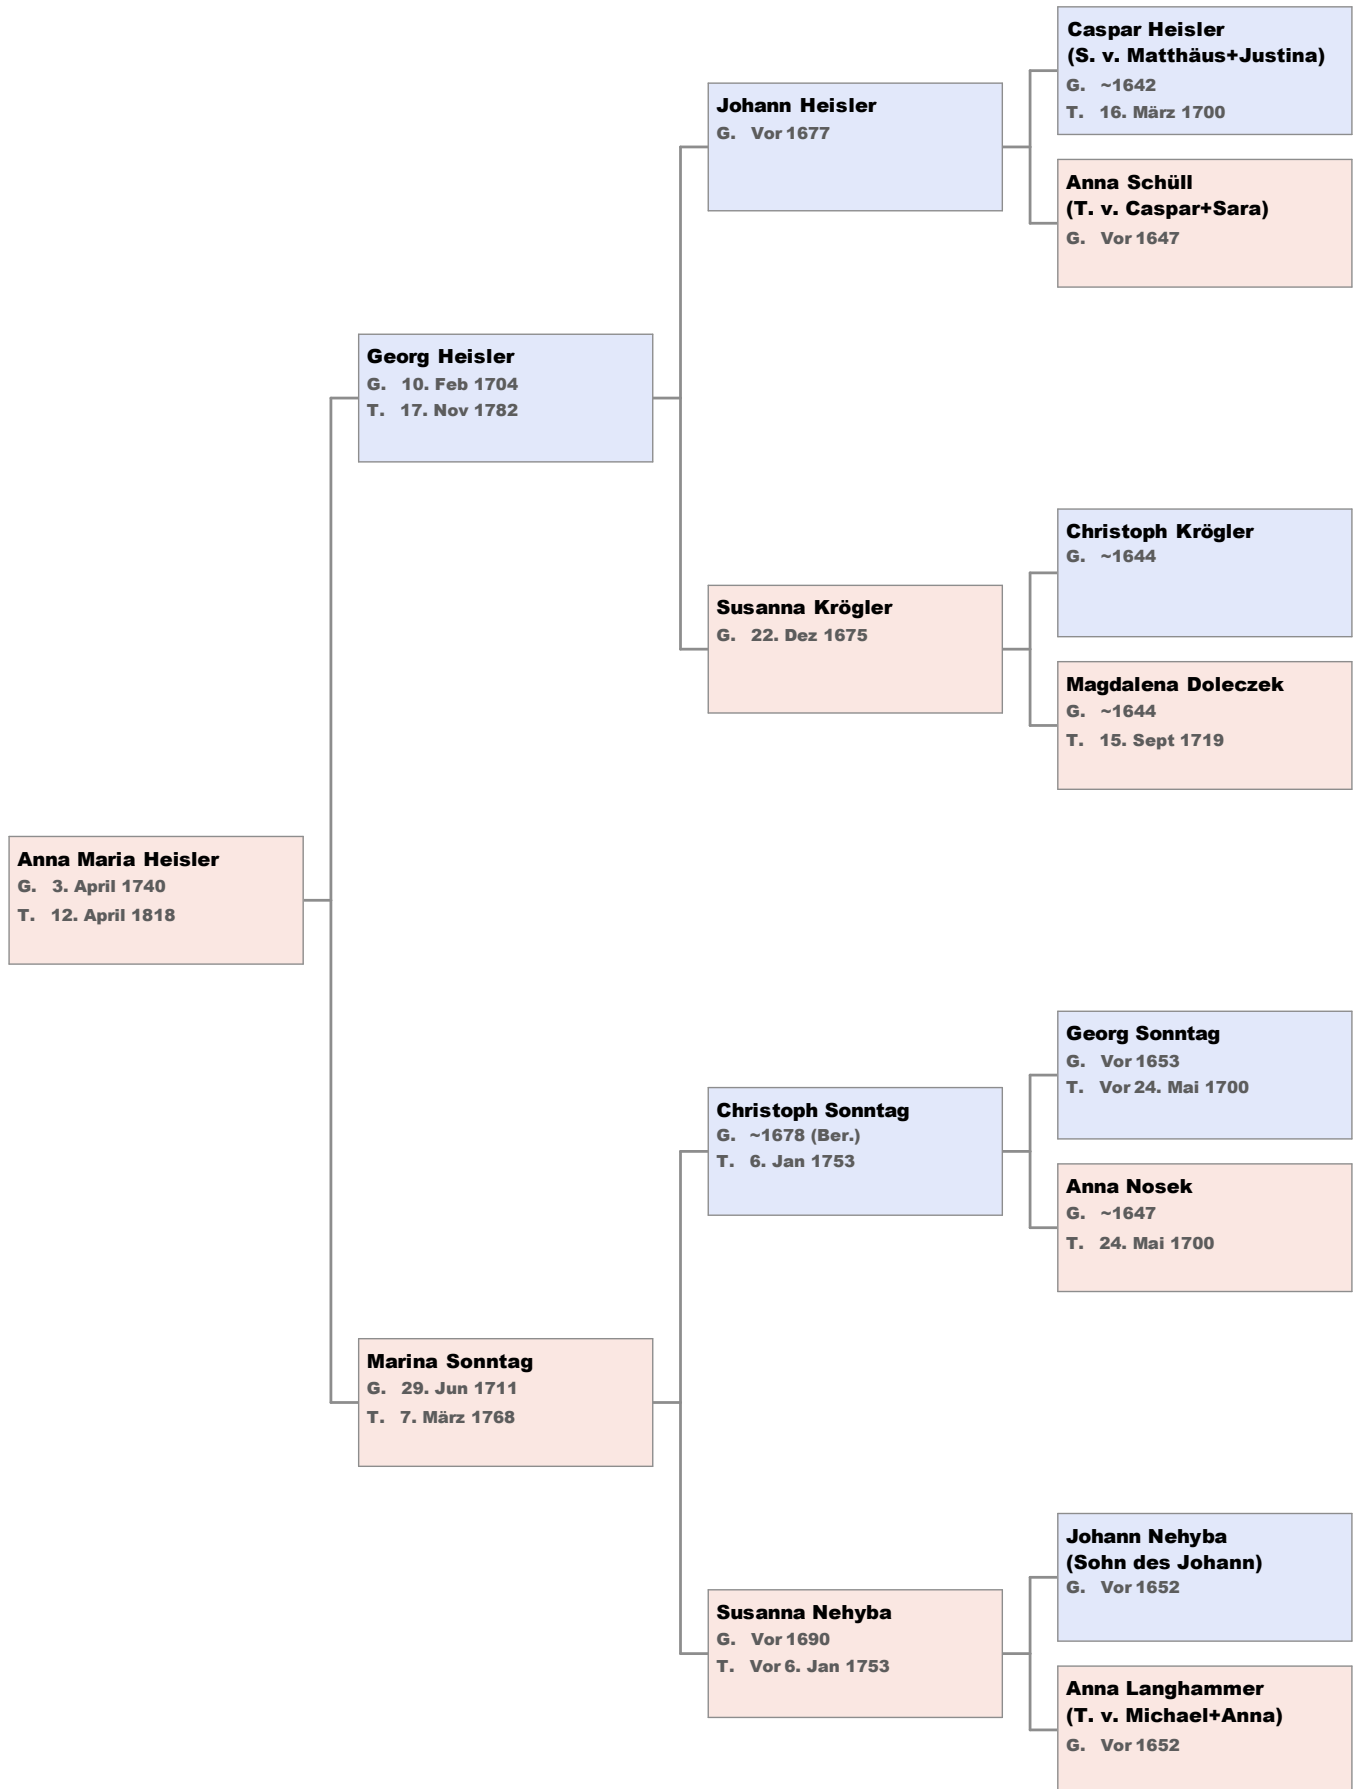 Caspar Heisler
(S. v. Matthäus+Justina)
G. ~1642
T. 16. März 1700
Johann Heisler
G. Vor 1677
Anna Schüll
(T. v. Caspar+Sara)
G. Vor 1647
Georg Heisler
G. 10. Feb 1704
T. 17. Nov 1782
Christoph Krögler
G. ~1644
Susanna Krögler
G. 22. Dez 1675
Magdalena Doleczek
G. ~1644
T. 15. Sept 1719
Anna Maria Heisler
G. 3. April 1740
T. 12. April 1818
Georg Sonntag
G. Vor 1653
T. Vor 24. Mai 1700
Christoph Sonntag
G. ~1678 (Ber.)
T. 6. Jan 1753
Anna Nosek
G. ~1647
T. 24. Mai 1700
Marina Sonntag
G. 29. Jun 1711
T. 7. März 1768
Johann Nehyba
(Sohn des Johann)
G. Vor 1652
Susanna Nehyba
G. Vor 1690
T. Vor 6. Jan 1753
Anna Langhammer
(T. v. Michael+Anna)
G. Vor 1652